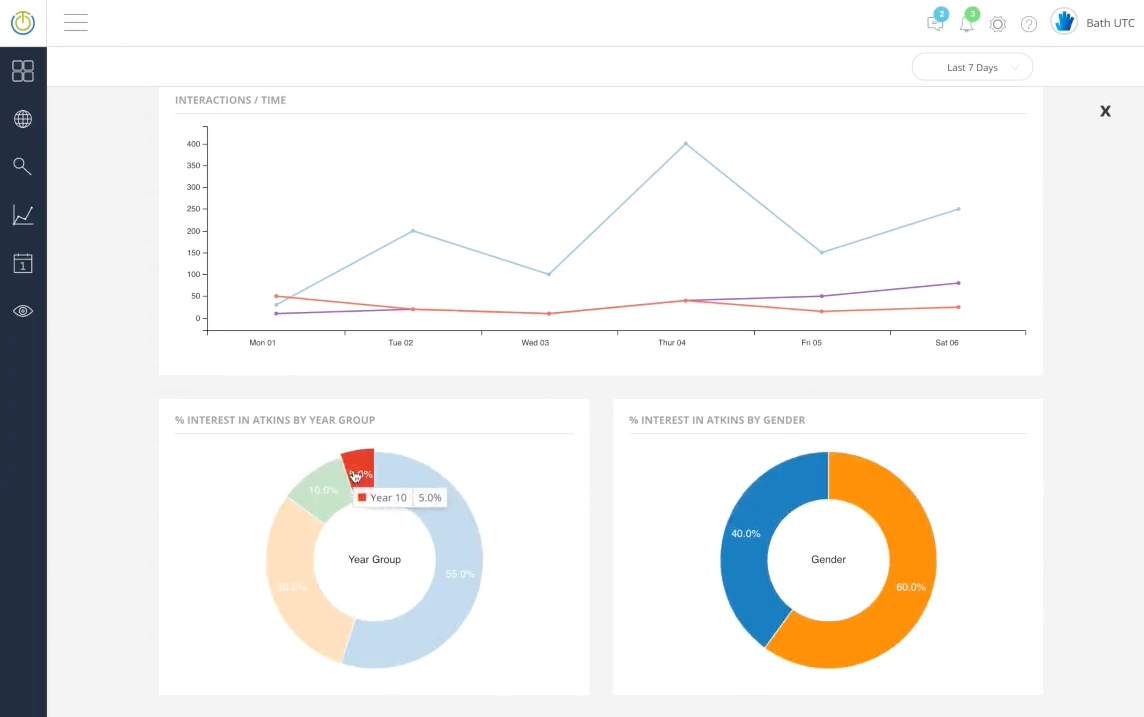 2
3
Bath UTC
Last 7 Days
X
1
INTERACTIONS / TIME
400
350
300
250
200
150
100
50
0
Mon 01
Tue 02
Wed 03
Thur 04
Fri 05
Sat 06
% INTEREST IN ATKINS BY YEAR GROUP
10.0%
Year 10 5.0%
Year Group
55.0%
30.0%
% INTEREST IN ATKINS BY GENDER
40.0%
Gender
60.0%